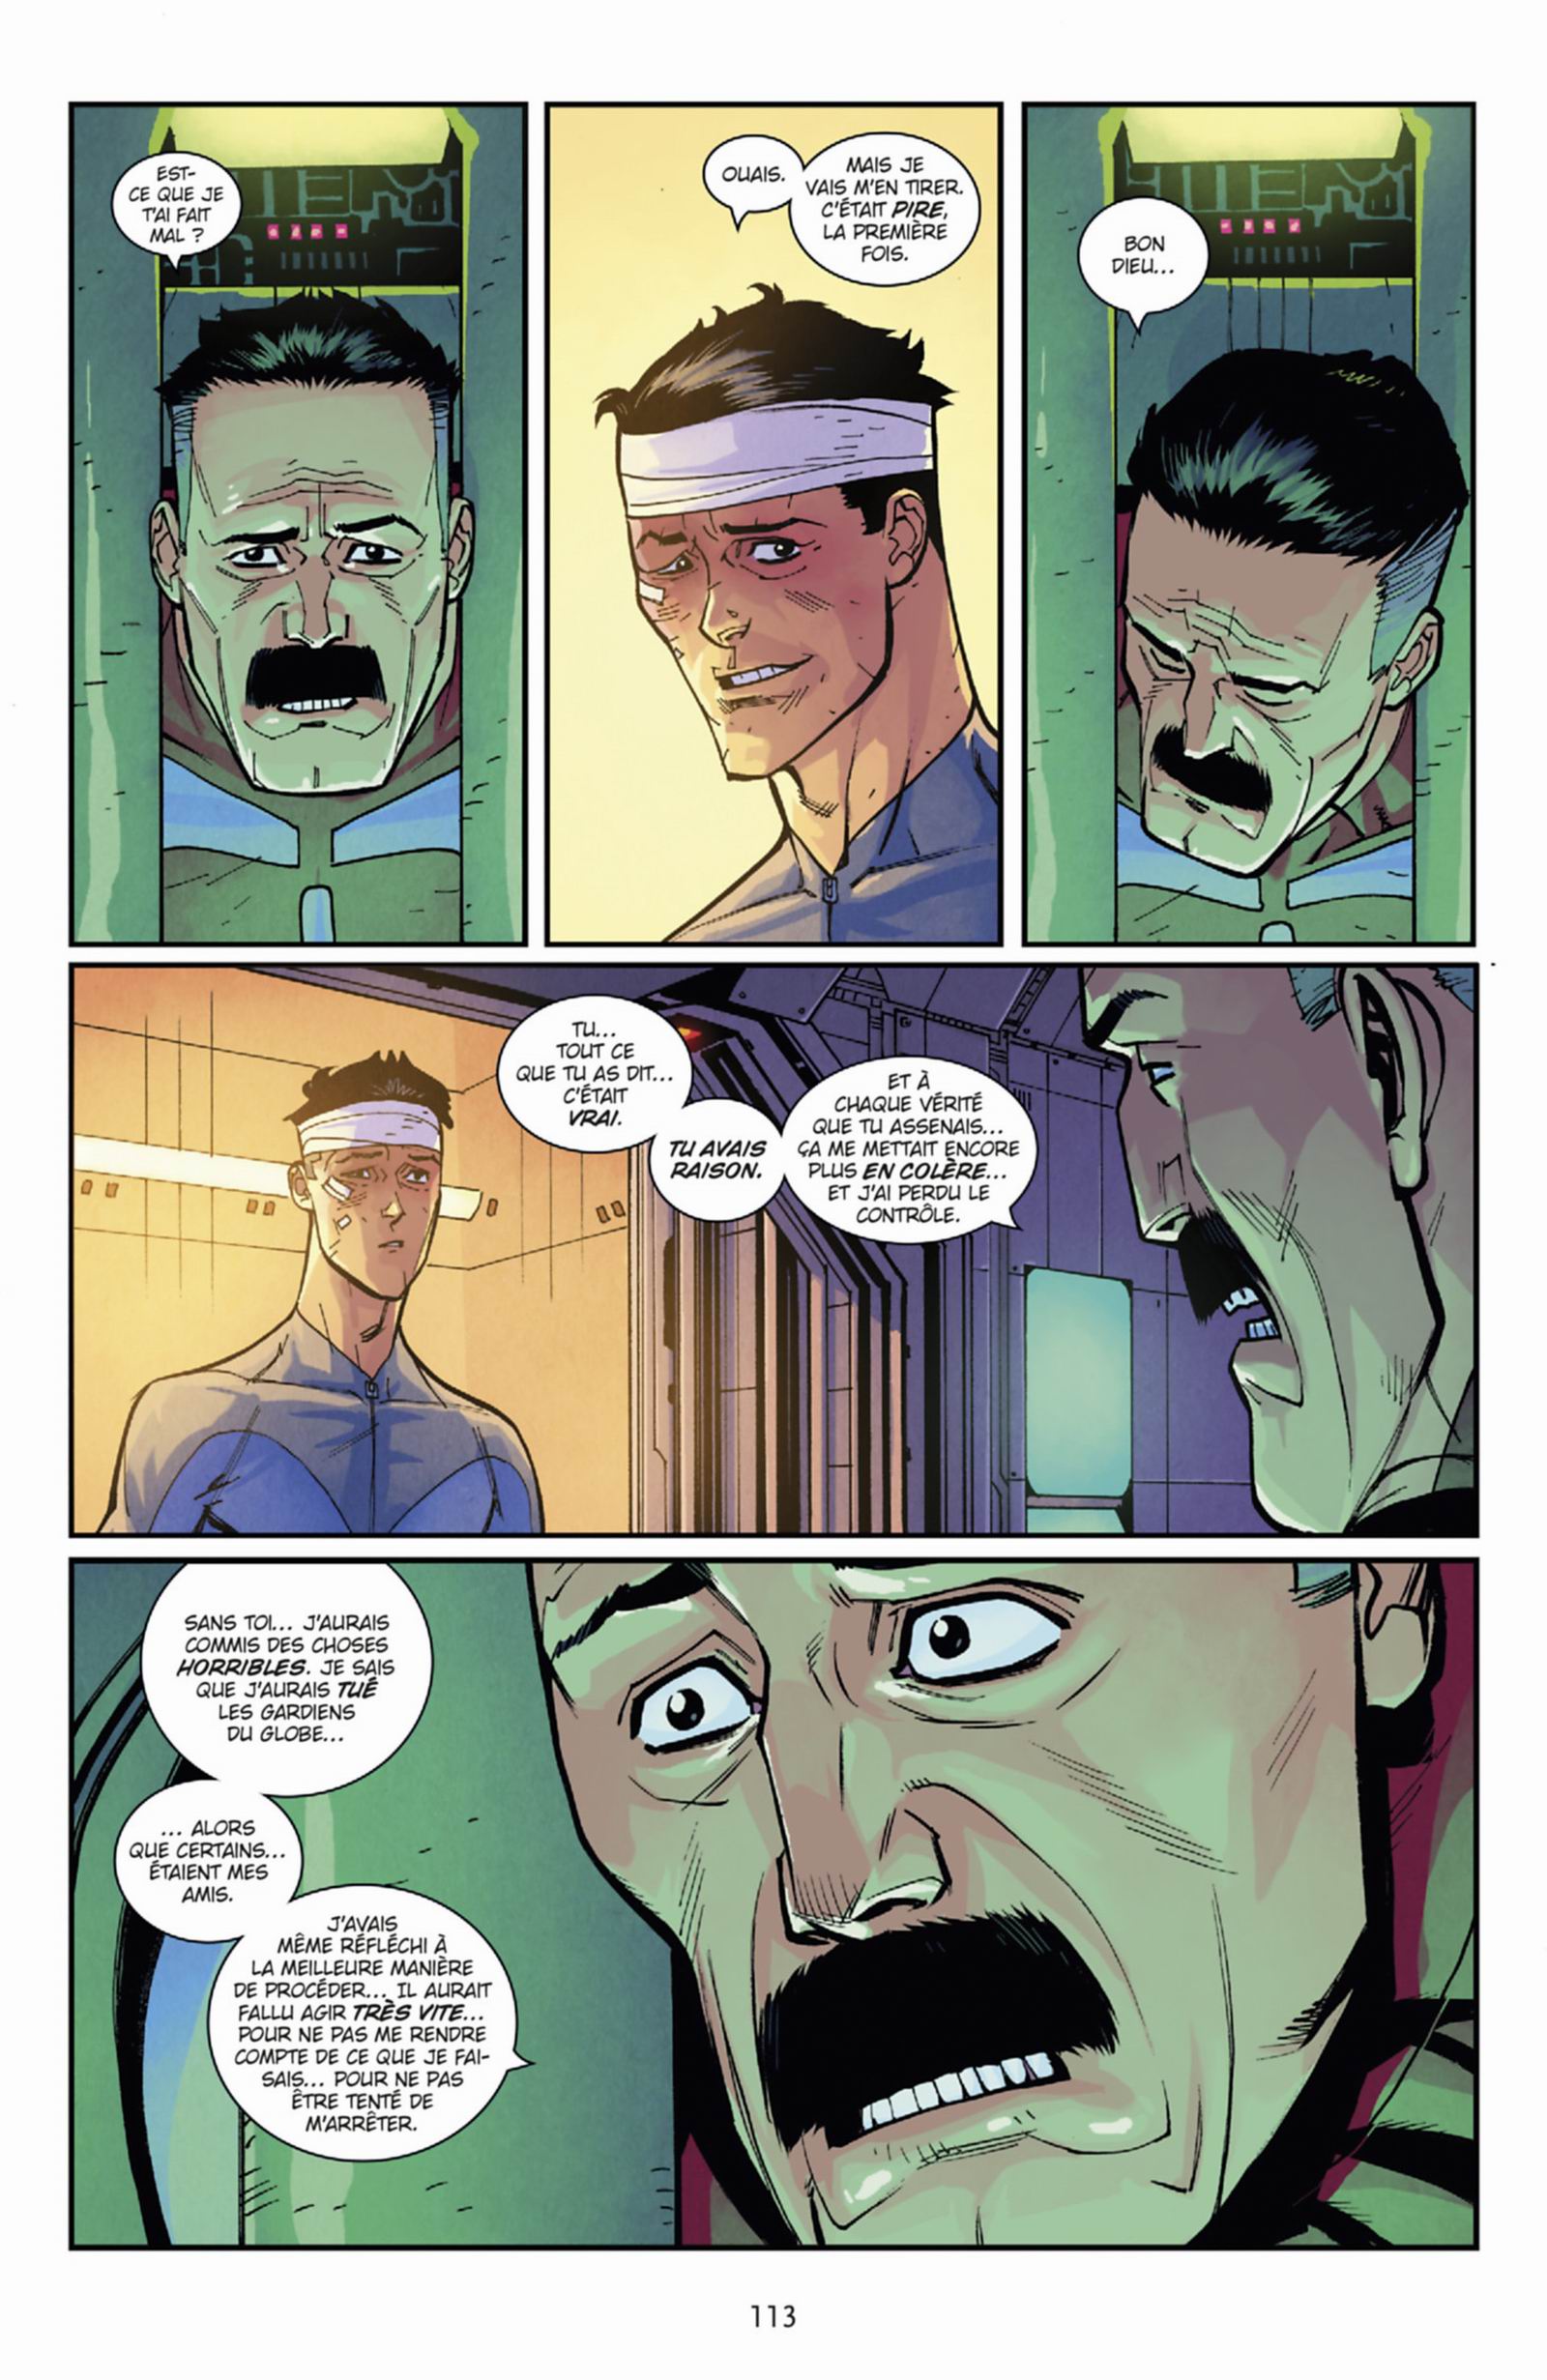 EST-
CE QUE JE
T'AI FAIT
MAL ?
OUAIS.
MAIS JE
VAIS M'EN TIRER.
C'ÉTAIT PIRE,
LA PREMIÈRE
FOIS.
BON
DIEU...
TU...
TOUT CE
QUE TU AS DIT...
C'ÉTAIT
VRAI.
TU AVAIS
RAISON.
ET À
CHAQUE VÉRITÉ
QUE TU ASSENAIS...
ÇA ME METTAIT ENCORE
PLUS EN COLÈRE...
ET J'AI PERDU LE
CONTRÔLE.
SANS TOI... J'AURAIS
COMMIS DES CHOSES
HORRIBLES. JE SAIS
QUE J'AURAIS TUÉ
LES GARDIENS
DU GLOBE...
... ALORS
QUE CERTAINS...
ÉTAIENT MES
AMIS.
J'AVAIS
MÊME RÉFLÉCHI À
LA MEILLEURE MANIÈRE
DE PROCÉDER... IL AURAIT
FALLU AGIR TRÈS VITE...
POUR NE PAS ME RENDRE
COMPTE DE CE QUE JE FAI-
SAIS... POUR NE PAS
ÊTRE TENTÉ DE
M'ARRÊTER.
113